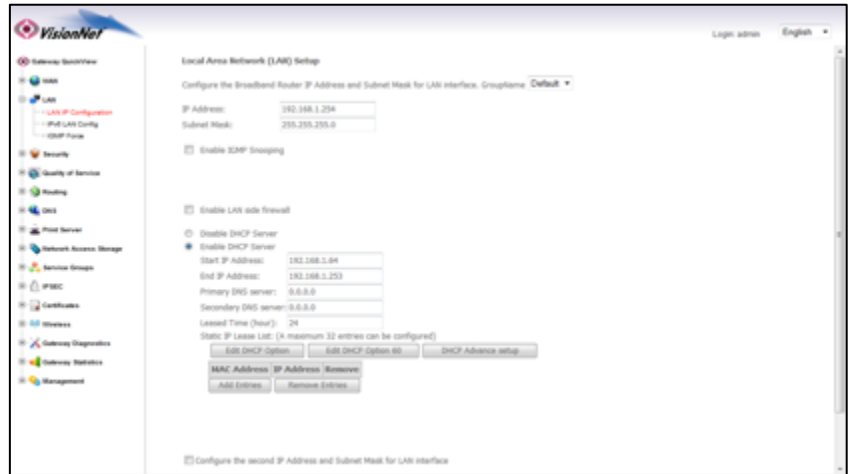 VisionNet
Login: admin
English
Gateway QuickView
WAN
LAN
LAN IP Configuration
IPv6 LAN Config
IGMP Force
Security
Quality of Service
Routing
DNS
Print Server
Network Access Storage
Service Groups
IPSEC
Certificates
Wireless
Gateway Diagnostics
Gateway Statistics
Management
Local Area Network (LAN) Setup
Configure the Broadband Router IP Address and Subnet Mask for LAN interface. GroupName Default
IP Address: 192.168.1.254
Subnet Mask: 255.255.255.0
Enable IGMP Snooping
Enable LAN side firewall
Disable DHCP Server
Enable DHCP Server
Start IP Address: 192.168.1.64
End IP Address: 192.168.1.253
Primary DNS server: 0.0.0.0
Secondary DNS server: 0.0.0.0
Leased Time (hour): 24
Static IP Lease List: (A maximum 32 entries can be configured)
Edit DHCP Option Edit DHCP Option 60 DHCP Advance setup
MAC Address IP Address Remove
Add Entries Remove Entries
Configure the second IP Address and Subnet Mask for LAN interface